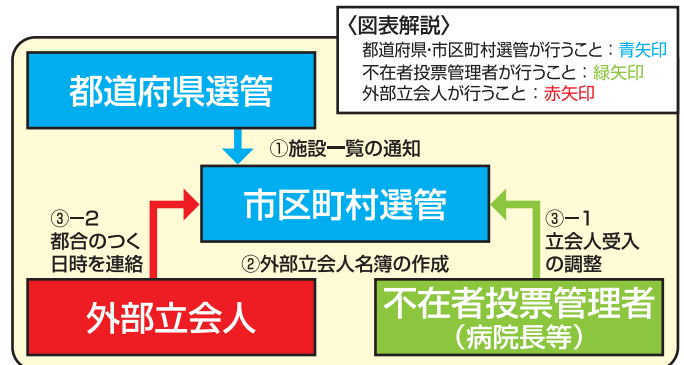 〈図表解説〉
都道府県・市区町村選管が行うこと：青矢印
不在者投票管理者が行うこと：緑矢印
外部立会人が行うこと：赤矢印
都道府県選管
①施設一覧の通知
市区町村選管
③－2
都合のつく
日時を連絡
③－1
立会人受入
の調整
②外部立会人名簿の作成
外部立会人
不在者投票管理者
（病院長等）